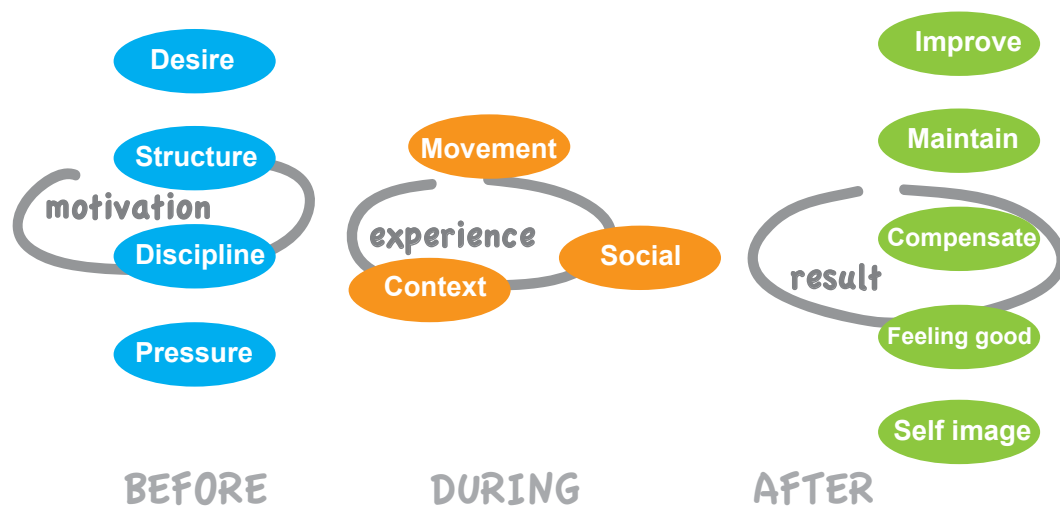 Desire
Structure
motivation
Discipline
Pressure
BEFORE
Movement
experience
Social
Context
DURING
Improve
Maintain
Compensate
result
Feeling good
Self image
AFTER